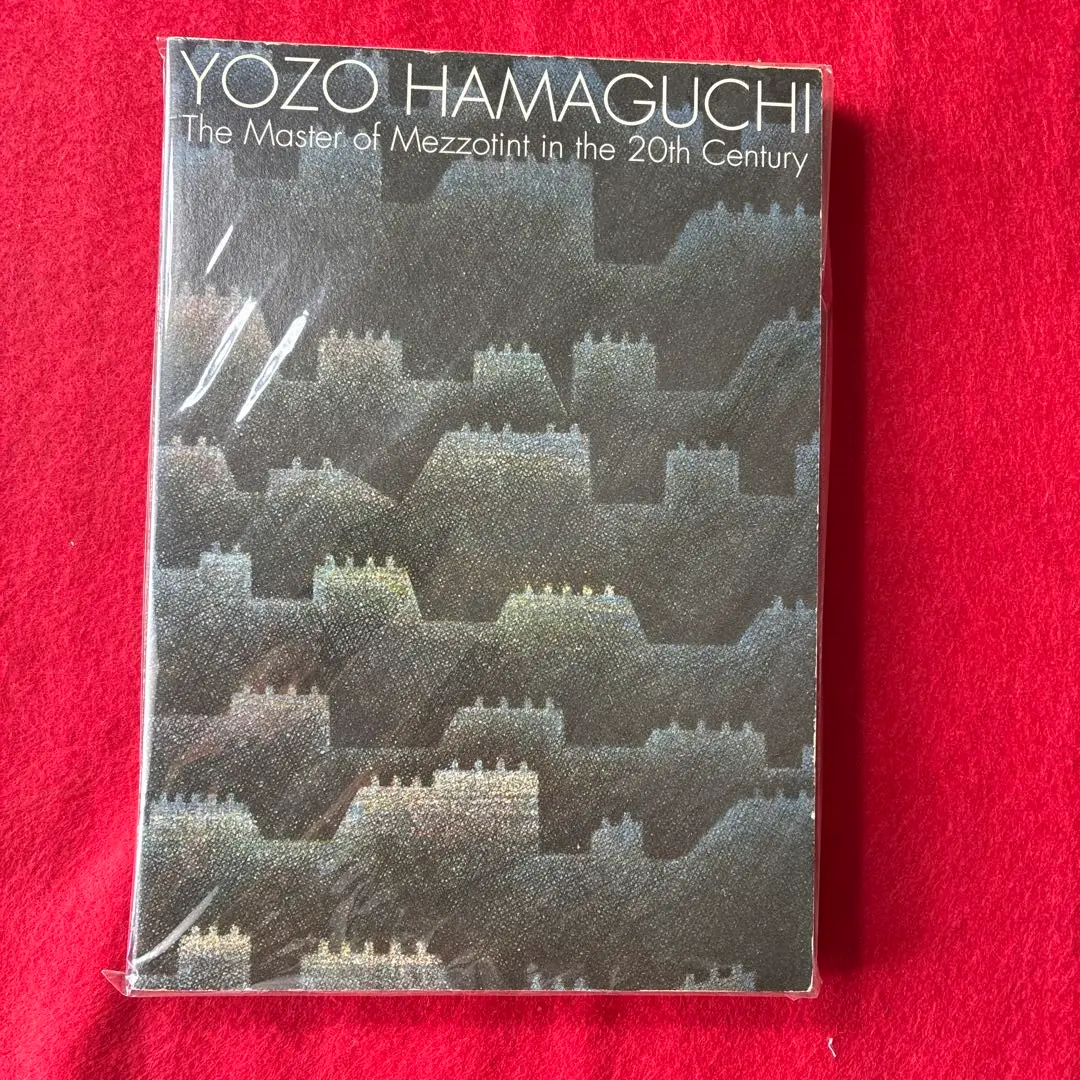 YOZO HAMAGUCHI
The Master of Mezzotint in the 20th Century